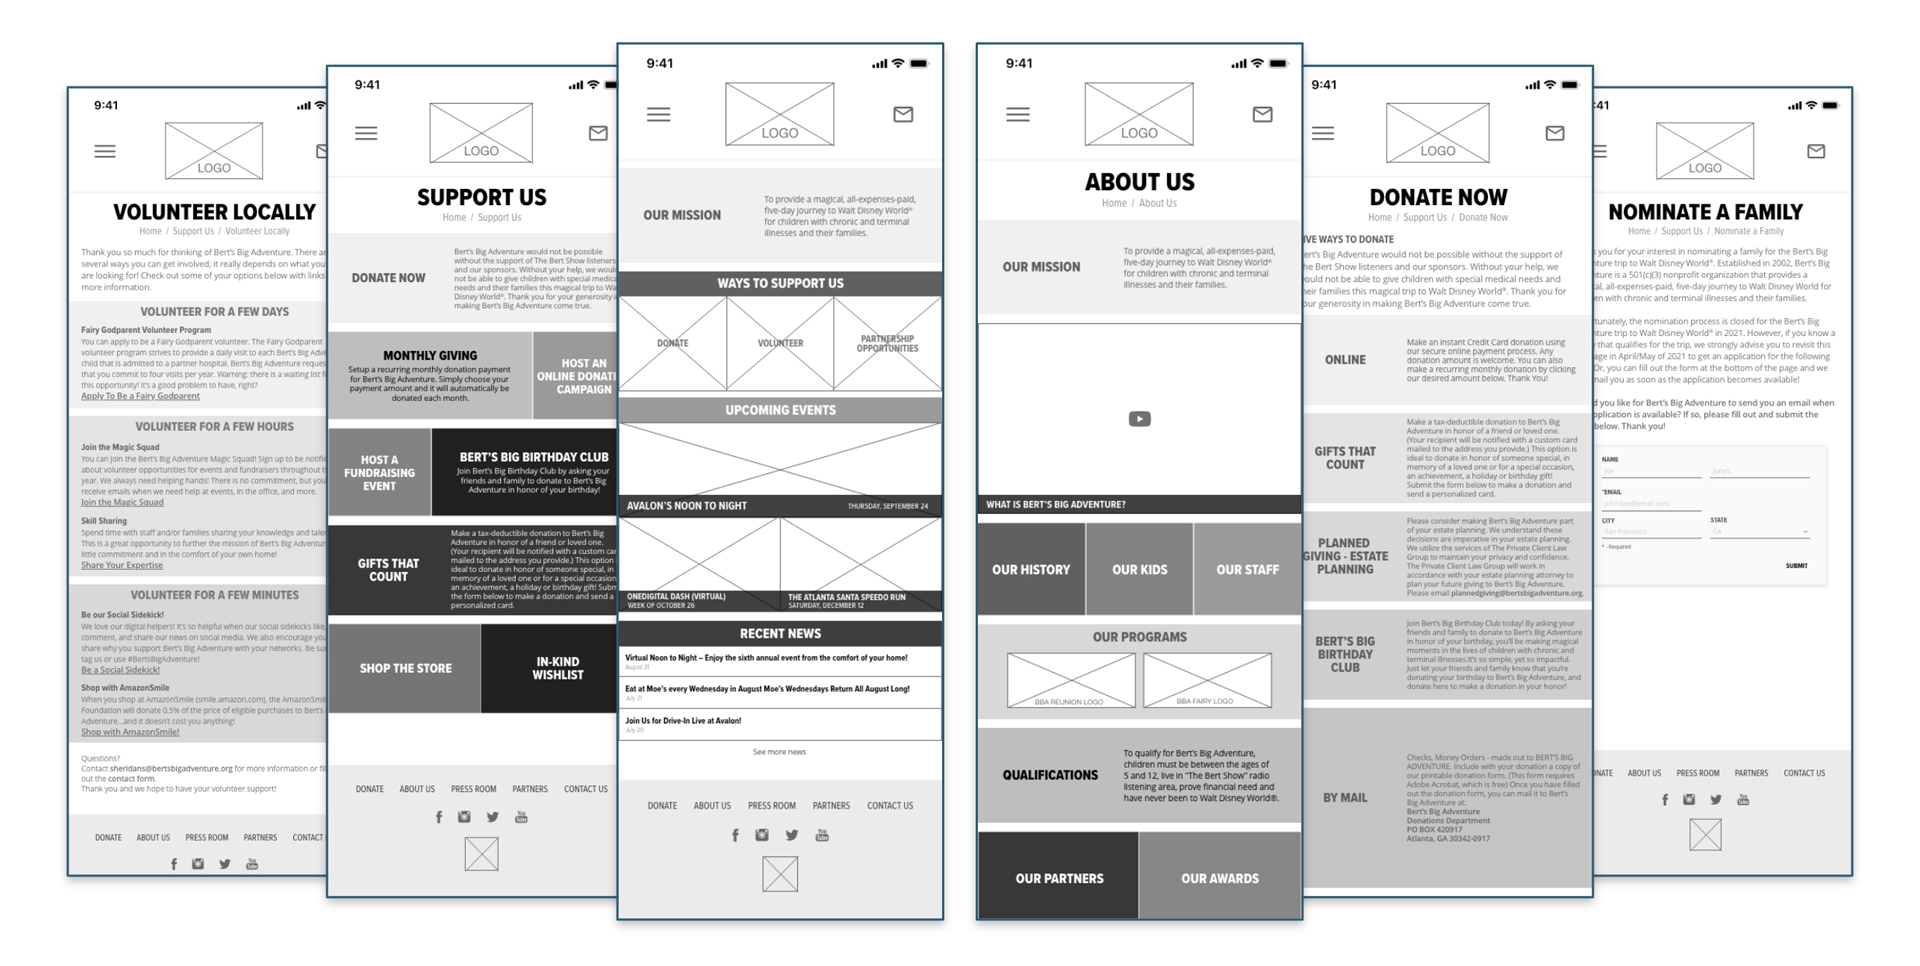 9:41
LOGO
VOLUNTEER LOCALLY
Home / Support Us / Volunteer Locally
Thank you so much for thinking of Bert's Big Adventure. There are
several ways you can get involved; it really depends on what you
are looking for! Check out some of your options below with links
more information.
VOLUNTEER FOR A FEW DAYS
Fairy Godparent Volunteer Program
You can apply to be a Fairy Godparent volunteer. The Fairy Godparent
volunteer program strives to provide a daily visit to each Bert's Big
child that is admitted to a partner hospital. Bert's Big Adventure
that you commit to four visits per year. Warning: there is a waiting list
this opportunity! It's a good problem to have, right?
Apply To Be a Fairy Godparent
VOLUNTEER FOR A FEW HOURS
Join the Magic Squad
You can join the Bert's Big Adventure Magic Squad! Sign up to be
about volunteer opportunities for events and fundraisers throughout
year. We always need helping hands! There is no commitment, but you
receive emails when we need help at events, in the office, and more.
Join the Magic Squad
Skill Sharing
Spend time with staff and/or families sharing your knowledge and
This is a great opportunity to further the mission of Bert's Big
little commitment and in the comfort of your own home!
Share Your Expertise
VOLUNTEER FOR A FEW MINUTES
Be our Social Sidekick!
We love our digital helpers! It's so helpful when our social sidekicks like,
comment, and share our news on social media. We also encourage you
share why you support Bert's Big Adventure with your networks. Be
tag us or use #BertsBigAdventure!
Be a Social Sidekick!
Shop with AmazonSmile
When you shop at AmazonSmile (smile.amazon.com), the
Foundation will donate 0.5% of the price of eligible purchases to Bert's
Adventure...and it doesn't cost you anything!
Shop with AmazonSmile!
Questions?
Contact sheridans@bertsbigadventure.org for more information or
out the contact form.
Thank you and we hope to have your volunteer support!
DONATE ABOUT US PRESS ROOM PARTNERS CONTACT
You Tube
9:41
LOGO
SUPPORT US
Home / Support Us
DONATE NOW
Bert's Big Adventure would not be possible
without the support of The Bert Show listeners
and our sponsors. Without your help, we
not be able to give children with special
needs and their families this magical trip to
Disney World®. Thank you for your generosity
making Bert's Big Adventure come true.
MONTHLY GIVING
Setup a recurring monthly donation payment
for Bert's Big Adventure. Simply choose your
payment amount and it will automatically be
donated each month.
HOST AN
ONLINE DONATI
CAMPAIGN
HOST A
FUNDRAISING
EVENT
BERT'S BIG BIRTHDAY CLUB
Join Bert's Big Birthday Club by asking your
friends and family to donate to Bert's Big
Adventure in honor of your birthday!
GIFTS THAT
COUNT
Make a tax-deductible donation to Bert's Big
Adventure in honor of a friend or loved one.
(Your recipient will be notified with a custom
mailed to the address you provide.) This option
ideal to donate in honor of someone special, in
memory of a loved one or for a special occasion
an achievement, a holiday or birthday gift!
the form below to make a donation and send a
personalized card.
SHOP THE STORE
IN-KIND
WISHLIST
DONATE ABOUT US PRESS ROOM PARTNERS CONTACT US
You Tube
9:41
LOGO
OUR MISSION
To provide a magical, all-expenses-paid,
five-day journey to Walt Disney World®
for children with chronic and terminal
illnesses and their families.
WAYS TO SUPPORT US
DONATE
VOLUNTEER
PARTNERSHIP
OPPORTUNITIES
UPCOMING EVENTS
AVALON'S NOON TO NIGHT THURSDAY, SEPTEMBER 24
ONEDIGITAL DASH (VIRTUAL)
WEEK OF OCTOBER 26
THE ATLANTA SANTA SPEEDO RUN
SATURDAY, DECEMBER 12
RECENT NEWS
Virtual Noon to Night – Enjoy the sixth annual event from the comfort of your home!
August 31
Eat at Moe's every Wednesday in August Moe's Wednesdays Return All August Long!
July 21
Join Us for Drive-In Live at Avalon!
July 20
See more news
DONATE ABOUT US PRESS ROOM PARTNERS CONTACT US
You Tube
9:41
LOGO
ABOUT US
Home / About Us
OUR MISSION
To provide a magical, all-expenses-paid,
five-day journey to Walt Disney World®
for children with chronic and terminal
illnesses and their families.
WHAT IS BERT'S BIG ADVENTURE?
OUR HISTORY
OUR KIDS
OUR STAFF
OUR PROGRAMS
BBA REUNION LOGO
BBA FAIRY LOGO
QUALIFICATIONS
To qualify for Bert's Big Adventure,
children must be between the ages of
5 and 12, live in "The Bert Show" radio
listening area, prove financial need and
have never been to Walt Disney World®.
OUR PARTNERS
OUR AWARDS
9:41
LOGO
DONATE NOW
Home / Support Us / Donate Now
IVE WAYS TO DONATE
ert's Big Adventure would not be possible without the support of
he Bert Show listeners and our sponsors. Without your help, we
ould not be able to give children with special medical needs and
heir families this magical trip to Walt Disney World®. Thank you for
our generosity in making Bert's Big Adventure come true.
ONLINE
Make an instant Credit Card donation using
our secure online payment process. Any
donation amount is welcome. You can also
make a recurring monthly donation by clicking
our desired amount below. Thank You!
GIFTS THAT
COUNT
Make a tax-deductible donation to Bert's Big
Adventure in honor of a friend or loved one.
(Your recipient will be notified with a custom card
mailed to the address you provide.) This option is
ideal to donate in honor of someone special, in
memory of a loved one or for a special occasion,
an achievement, a holiday or birthday gift!
Submit the form below to make a donation and
send a personalized card.
PLANNED
GIVING - ESTATE
PLANNING
Please consider making Bert's Big Adventure part
of your estate planning. We understand these
decisions are imperative in your estate planning.
We utilize the services of The Private Client Law
Group to maintain your privacy and confidence.
The Private Client Law Group will work in
accordance with your estate planning attorney to
plan your future giving to Bert's Big Adventure.
Please email plannedgiving@bertsbigadventure.org.
BERT'S BIG
BIRTHDAY
CLUB
Join Bert's Big Birthday Club today! By asking your
friends and family to donate to Bert's Big Adventure
in honor of your birthday, you'll be making magical
moments in the lives of children with chronic and
terminal illnesses.It's so simple, yet so impactful.
Just let your friends and family know that you're
donating your birthday to Bert's Big Adventure, and
donate here to make a donation in your honor!
BY MAIL
Checks, Money Orders - made out to BERT'S BIG
ADVENTURE. Include with your donation a copy of
our printable donation form. (This form requires
Adobe Acrobat, which is free) Once you have filled
out the donation form, you can mail it to Bert's
Big Adventure at:
Bert's Big Adventure
Donations Department
PO BOX 420917
Atlanta, GA 30342-0917
:41
LOGO
NOMINATE A FAMILY
Home / Support Us / Nominate a Family
you for your interest in nominating a family for the Bert's Big
nture trip to Walt Disney World®. Established in 2002, Bert's Big
nture is a 501(c)(3) nonprofit organization that provides a
al, all-expenses-paid, five-day journey to Walt Disney World for
en with chronic and terminal illnesses and their families.
tunately, the nomination process is closed for the Bert's Big
nture trip to Walt Disney World® in 2021. However, if you know a
that qualifies for the trip, we strongly advise you to revisit this
age in April/May of 2021 to get an application for the following
Or, you can fill out the form at the bottom of the page and we
mail you as soon as the application becomes available!
d you like for Bert's Big Adventure to send you an email when
pplication is available? If so, please fill out and submit the
below. Thank you!
NAME
Joe Jones
*EMAIL
johndoe@email.com
CITY STATE
San Francisco CA
* - Required
SUBMIT
NATE ABOUT US PRESS ROOM PARTNERS CONTACT US
You Tube